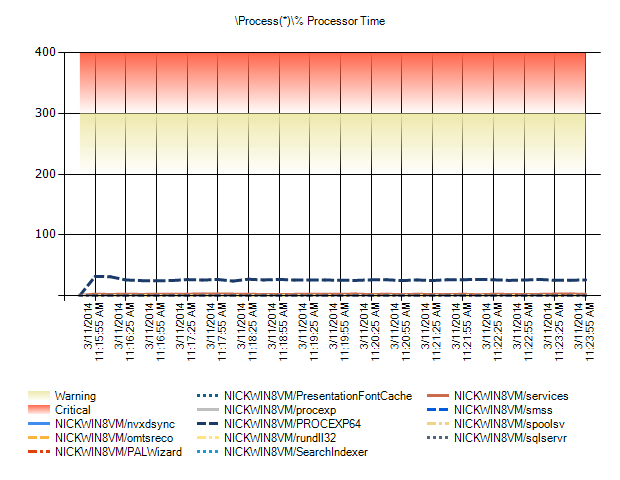 \Process(*)\% Processor Time
400
300
200
100
3/11/2014
11:15:55 AM
3/11/2014
11:16:25 AM
3/11/2014
11:16:55 AM
3/11/2014
11:17:25 AM
3/11/2014
11:17:55 AM
3/11/2014
11:18:25 AM
3/11/2014
11:18:55 AM
3/11/2014
11:19:25 AM
3/11/2014
11:19:55 AM
3/11/2014
11:20:25 AM
3/11/2014
11:20:55 AM
3/11/2014
11:21:25 AM
3/11/2014
11:21:55 AM
3/11/2014
11:22:25 AM
3/11/2014
11:22:55 AM
3/11/2014
11:23:25 AM
3/11/2014
11:23:55 AM
Warning
Critical
NICKWIN8VM/nvxdsync
NICKWIN8VM/omtsreco
NICKWIN8VM/PALWizard
NICKWIN8VM/PresentationFontCache
NICKWIN8VM/procexp
NICKWIN8VM/PROCEXP64
NICKWIN8VM/rundll32
NICKWIN8VM/SearchIndexer
NICKWIN8VM/services
NICKWIN8VM/smss
NICKWIN8VM/spoolsv
NICKWIN8VM/sqlservr